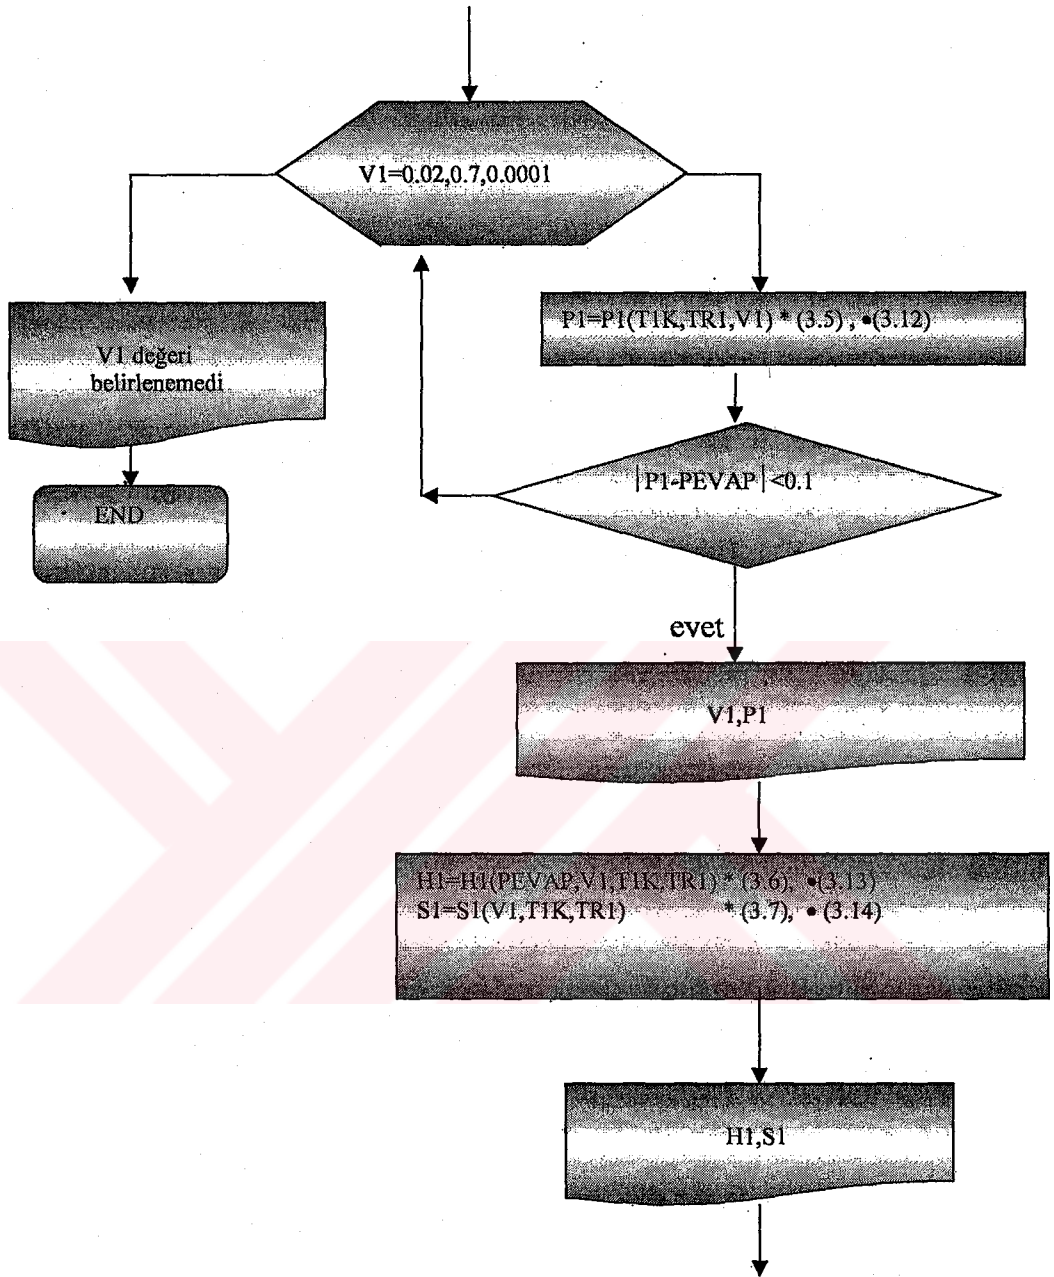 V1=0.02,0.7,0.0001
P1=P1(T1K,TR1,V1) * (3.5) , •(3.12)
V1 değeri
belirlenemedi
|P1-PEVAP| <0.1
END
evet
V1,P1
H1=H1(PEVAP,V1,T1K,TR1) * (3.6), •(3.13)
S1=S1(V1,T1K,TR1) * (3.7), • (3.14)
H1,S1